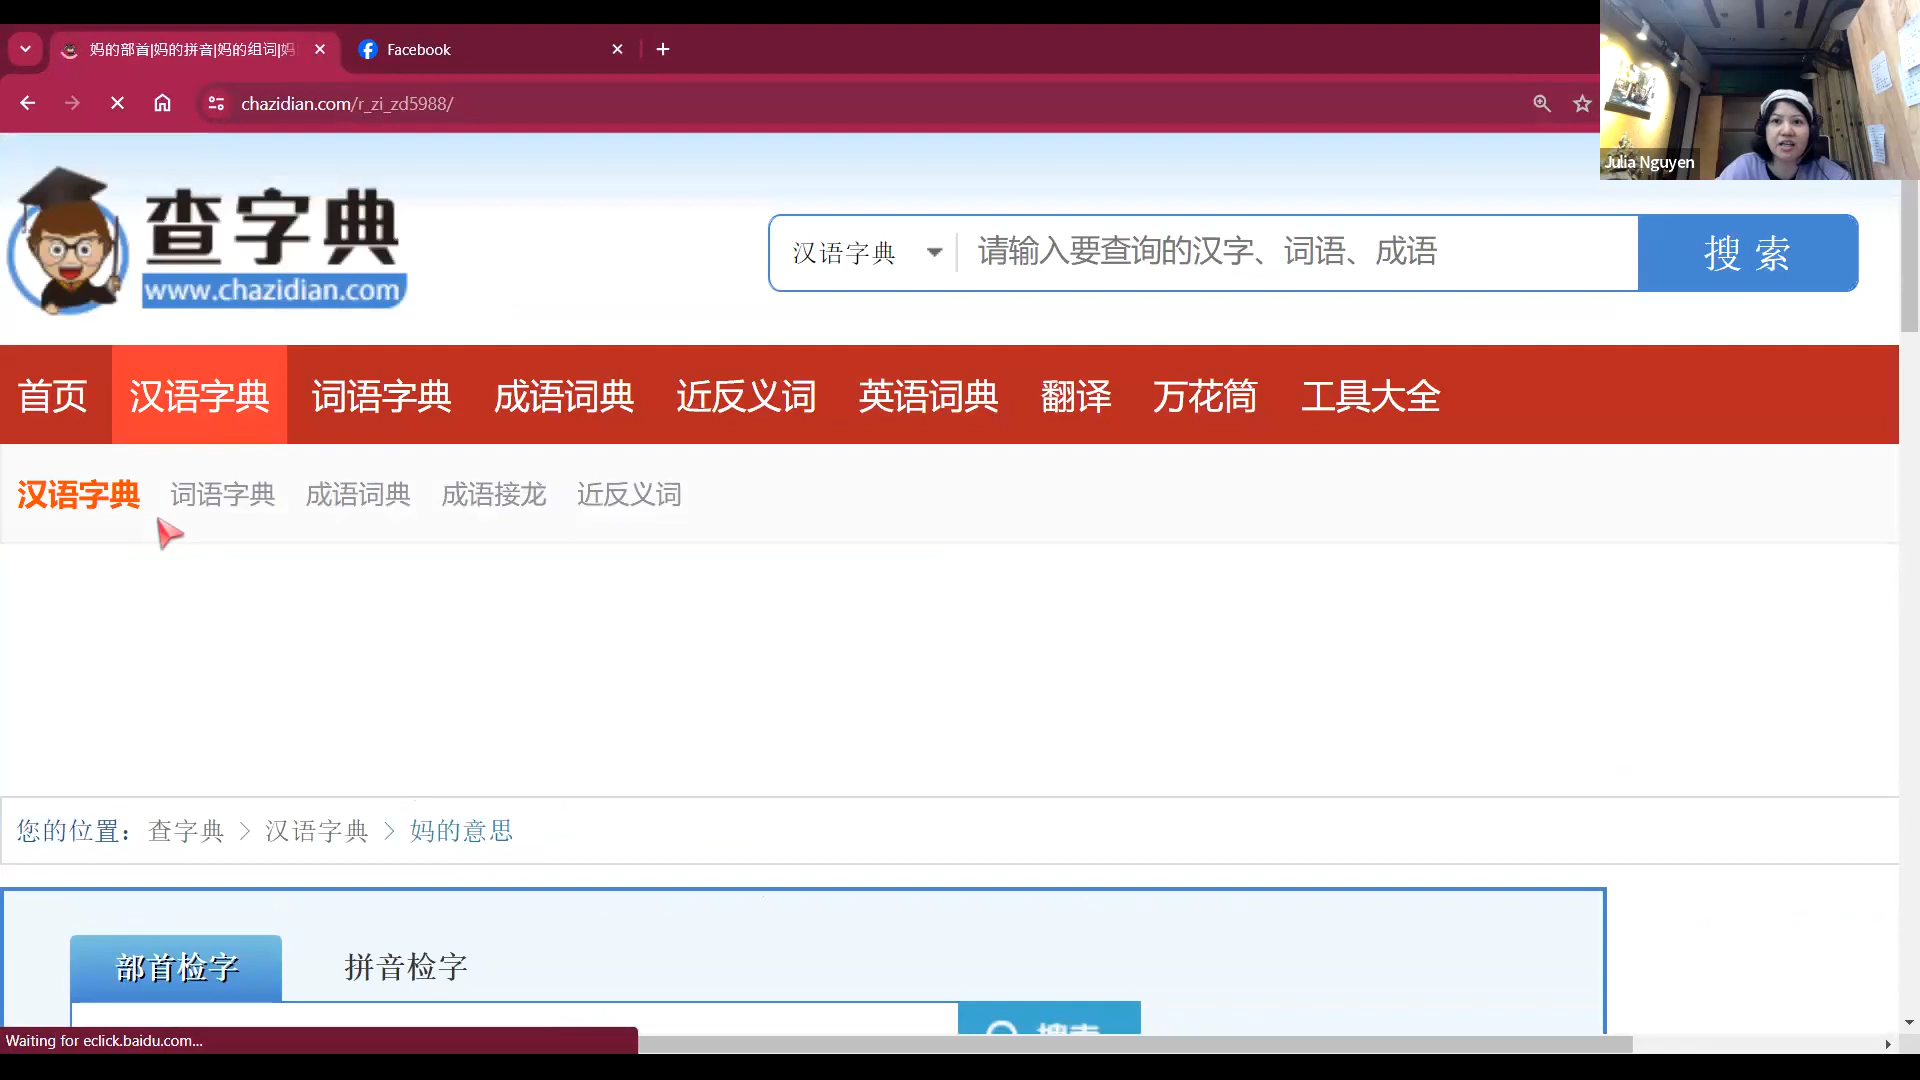 妈的部首|妈的拼音|妈的组词|妈
Facebook
chazidian.com/r_zi_zd5988/
Julia Nguyen
查字典
www.chazidian.com
汉语字典
请输入要查询的汉字、词语、成语
搜索
首页 汉语字典 词语字典 成语词典 近反义词 英语词典 翻译 万花筒 工具大全
汉语字典 词语字典 成语词典 成语接龙 近反义词
您的位置：查字典 > 汉语字典 > 妈的意思
部首检字 拼音检字
搜索
Waiting for eclick.baidu.com...